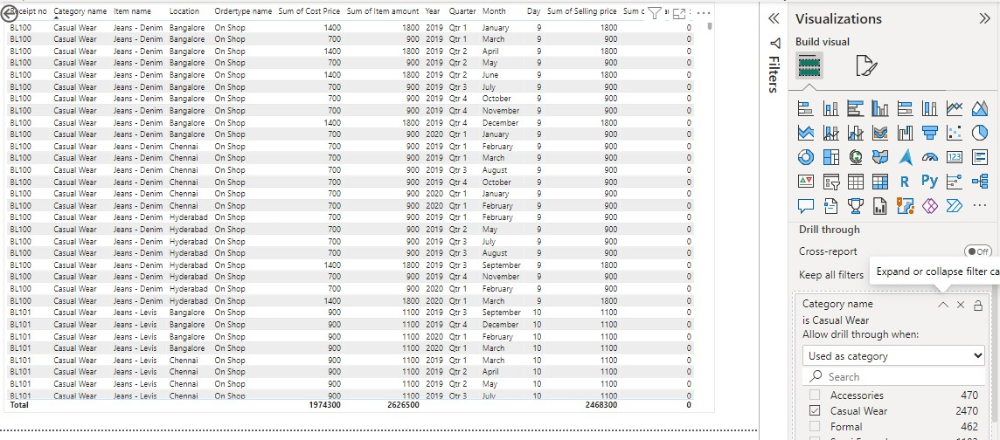 Receipt no Category name Item name Location Ordertype name Sum of Cost Price Sum of Item amount Year Quarter Month Day Sum of Selling price Sum
BL100 Casual Wear Jeans - Denim Bangalore On Shop 1400 1800 2019 Qtr 1 January 9 1800 0
BL100 Casual Wear Jeans - Denim Bangalore On Shop 700 900 2019 Qtr 1 March 9 900 0
BL100 Casual Wear Jeans - Denim Bangalore On Shop 1400 1800 2019 Qtr 2 April 9 1800 0
BL100 Casual Wear Jeans - Denim Bangalore On Shop 700 900 2019 Qtr 2 May 9 900 0
BL100 Casual Wear Jeans - Denim Bangalore On Shop 1400 1800 2019 Qtr 2 June 9 1800 0
BL100 Casual Wear Jeans - Denim Bangalore On Shop 700 900 2019 Qtr 3 July 9 900 0
BL100 Casual Wear Jeans - Denim Bangalore On Shop 700 900 2019 Qtr 4 October 9 900 0
BL100 Casual Wear Jeans - Denim Bangalore On Shop 700 900 2019 Qtr 4 November 9 900 0
BL100 Casual Wear Jeans - Denim Bangalore On Shop 1400 1800 2019 Qtr 4 December 9 1800 0
BL100 Casual Wear Jeans - Denim Bangalore On Shop 700 900 2020 Qtr 1 January 9 900 0
BL100 Casual Wear Jeans - Denim Chennai On Shop 700 900 2019 Qtr 1 February 9 900 0
BL100 Casual Wear Jeans - Denim Chennai On Shop 700 900 2019 Qtr 1 March 9 900 0
BL100 Casual Wear Jeans - Denim Chennai On Shop 700 900 2019 Qtr 3 August 9 900 0
BL100 Casual Wear Jeans - Denim Chennai On Shop 700 900 2019 Qtr 4 October 9 900 0
BL100 Casual Wear Jeans - Denim Chennai On Shop 700 900 2020 Qtr 1 January 9 900 0
BL100 Casual Wear Jeans - Denim Chennai On Shop 700 900 2020 Qtr 1 February 9 900 0
BL100 Casual Wear Jeans - Denim Hyderabad On Shop 700 900 2019 Qtr 1 February 9 900 0
BL100 Casual Wear Jeans - Denim Hyderabad On Shop 700 900 2019 Qtr 2 May 9 900 0
BL100 Casual Wear Jeans - Denim Hyderabad On Shop 700 900 2019 Qtr 3 July 9 900 0
BL100 Casual Wear Jeans - Denim Hyderabad On Shop 700 900 2019 Qtr 3 August 9 900 0
BL100 Casual Wear Jeans - Denim Hyderabad On Shop 1400 1800 2019 Qtr 3 September 9 1800 0
BL100 Casual Wear Jeans - Denim Hyderabad On Shop 700 900 2019 Qtr 4 November 9 900 0
BL100 Casual Wear Jeans - Denim Hyderabad On Shop 700 900 2020 Qtr 1 February 9 900 0
BL100 Casual Wear Jeans - Denim Hyderabad On Shop 1400 1800 2020 Qtr 1 March 9 1800 0
BL101 Casual Wear Jeans - Levis Bangalore On Shop 900 1100 2019 Qtr 3 September 10 1100 0
BL101 Casual Wear Jeans - Levis Bangalore On Shop 900 1100 2019 Qtr 4 December 10 1100 0
BL101 Casual Wear Jeans - Levis Bangalore On Shop 900 1100 2020 Qtr 1 February 10 1100 0
BL101 Casual Wear Jeans - Levis Bangalore On Shop 900 1100 2020 Qtr 1 March 10 1100 0
BL101 Casual Wear Jeans - Levis Chennai On Shop 900 1100 2019 Qtr 1 March 10 1100 0
BL101 Casual Wear Jeans - Levis Chennai On Shop 900 1100 2019 Qtr 2 April 10 1100 0
BL101 Casual Wear Jeans - Levis Chennai On Shop 900 1100 2019 Qtr 2 May 10 1100 0
BL101 Casual Wear Jeans - Levis Chennai On Shop 900 1100 2019 Qtr 3 July 10 1100 0
Total 1974300 2626500 2468300 0
Filters
Visualizations
Build visual
123
R Py
Drill through
Cross-report Off
Keep all filters
Expand or collapse filter ca
Category name
is Casual Wear
Allow drill through when:
Used as category
Search
Accessories 470
Casual Wear 2470
Formal 462